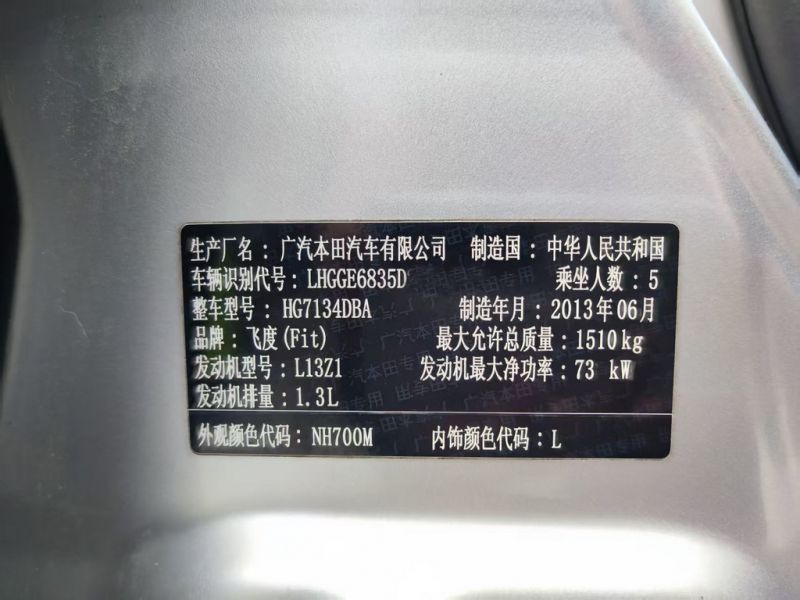 生产厂名：广汽本田汽车有限公司 制造国：中华人民共和国
车辆识别代号：LHGGE6835D 乘坐人数：5
整车型号：HG7134DBA 制造年月：2013年06月
品牌：飞度(Fit) 最大允许总质量：1510kg
发动机型号：L13Z1 发动机最大净功率：73 kW
发动机排量：1.3L
外观颜色代码：NH700M 内饰颜色代码：L